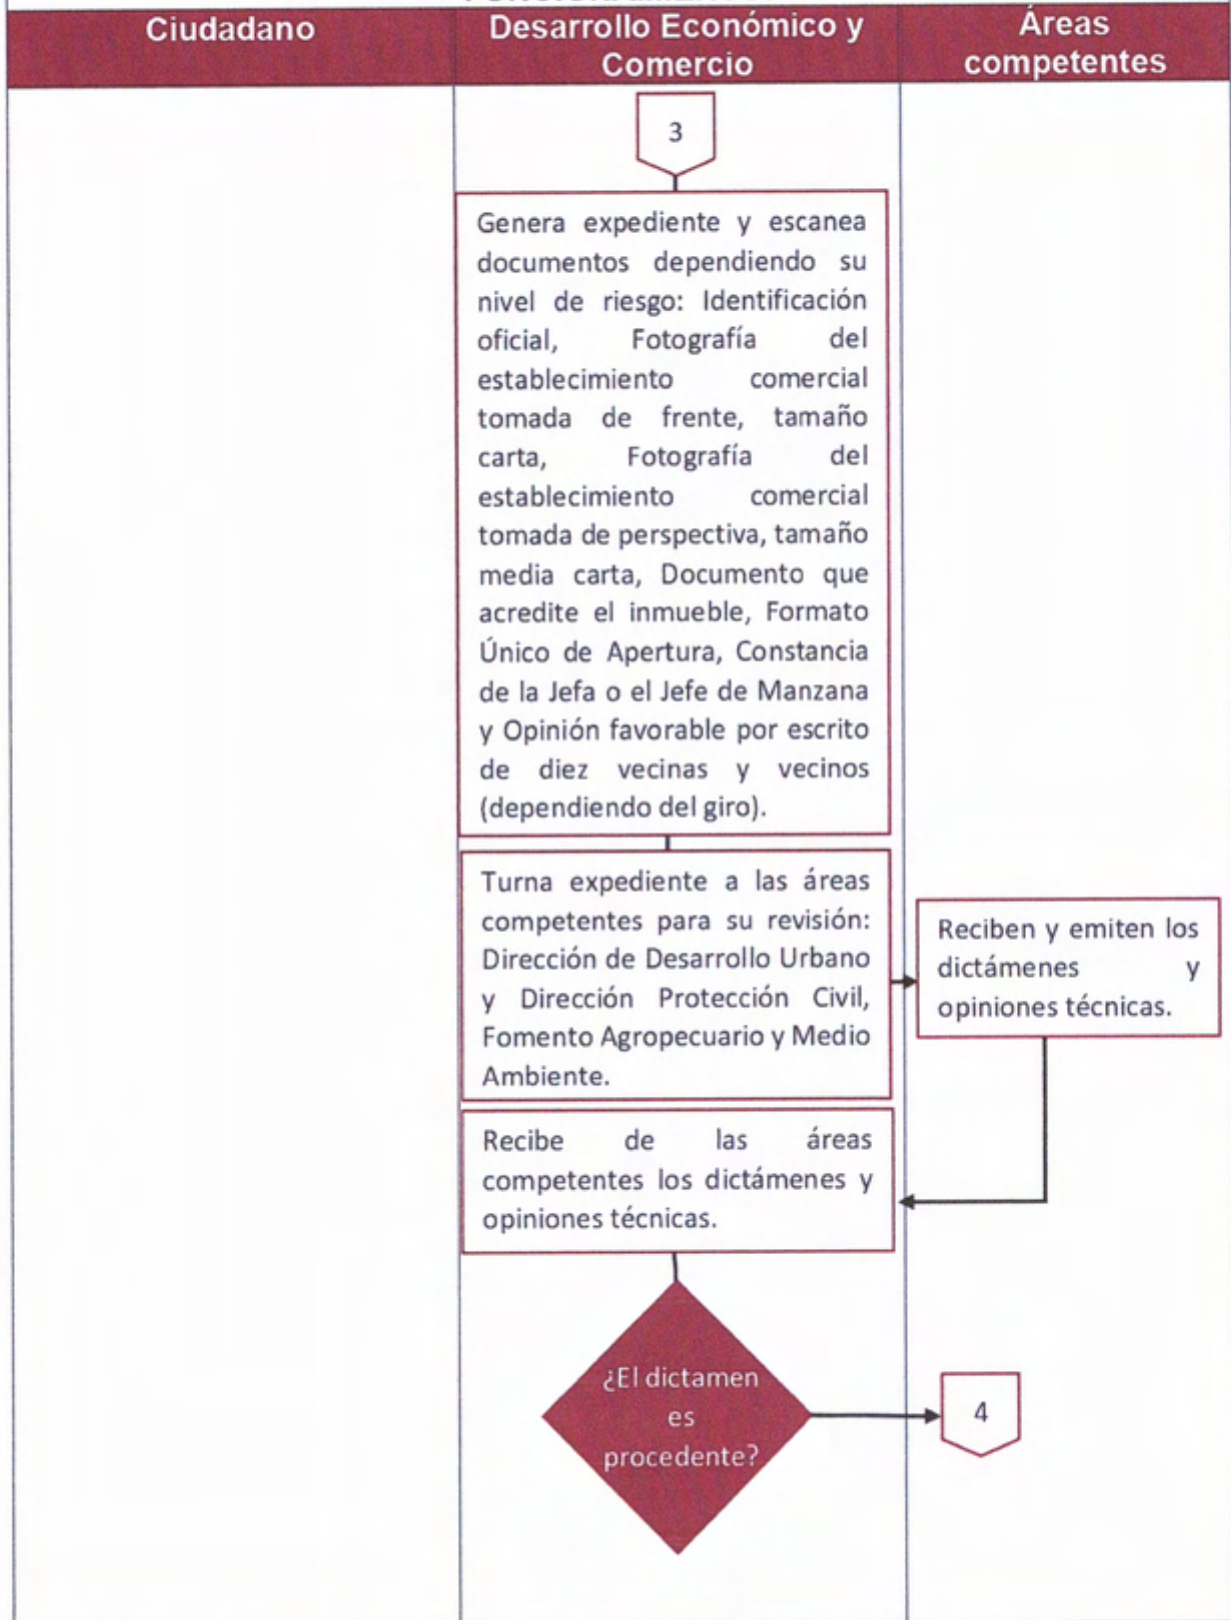 Ciudadano
Desarrollo Económico y
Comercio
Áreas
competentes
3
Genera expediente y escanea
documentos dependiendo su
nivel de riesgo: Identificación
oficial, Fotografía del
establecimiento comercial
tomada de frente, tamaño
carta, Fotografía del
establecimiento comercial
tomada de perspectiva, tamaño
media carta, Documento que
acredite el inmueble, Formato
Único de Apertura, Constancia
de la Jefa o el Jefe de Manzana
y Opinión favorable por escrito
de diez vecinas y vecinos
(dependiendo del giro).
Turna expediente a las áreas
competentes para su revisión:
Dirección de Desarrollo Urbano
y Dirección Protección Civil,
Fomento Agropecuario y Medio
Ambiente.
Reciben y emiten los
dictámenes y
opiniones técnicas.
Recibe de las áreas
competentes los dictámenes y
opiniones técnicas.
¿El dictamen
es
procedente?
4